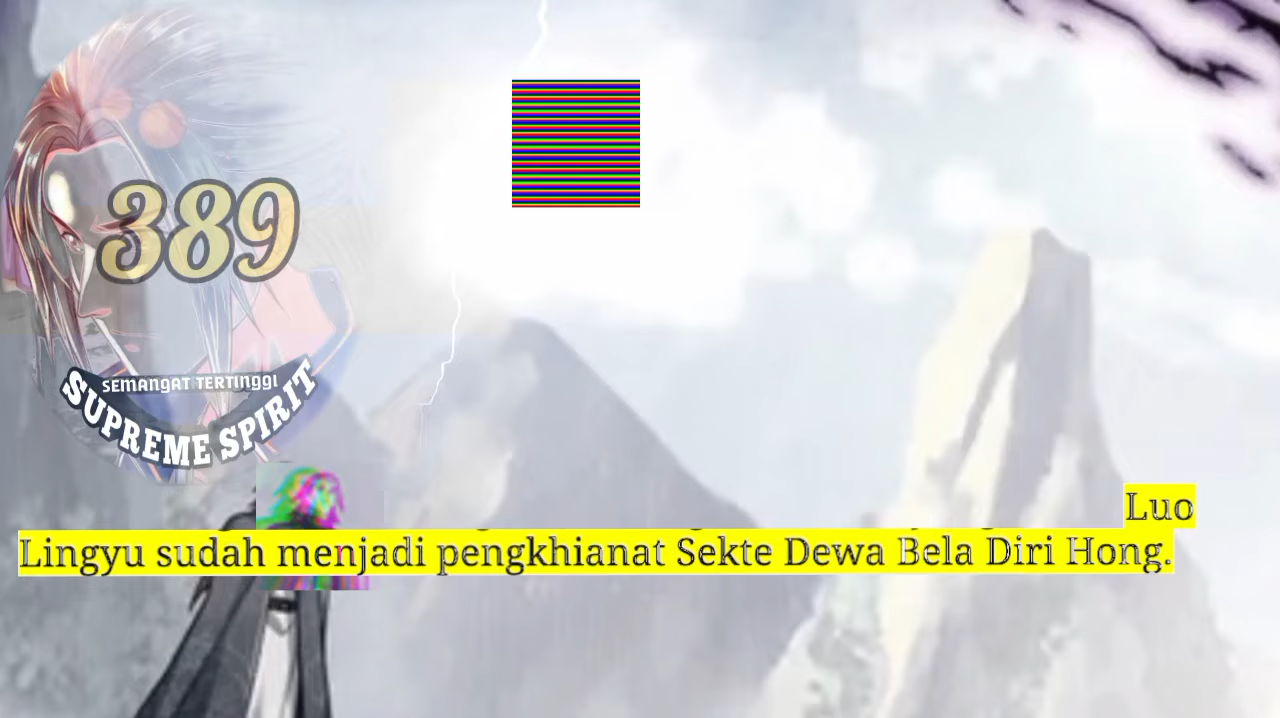 389
SEMANGAT TERTINGGI
SUPREME SPIRIT
Luo
Lingyu sudah menjadi pengkhianat Sekte Dewa Bela Diri Hong.